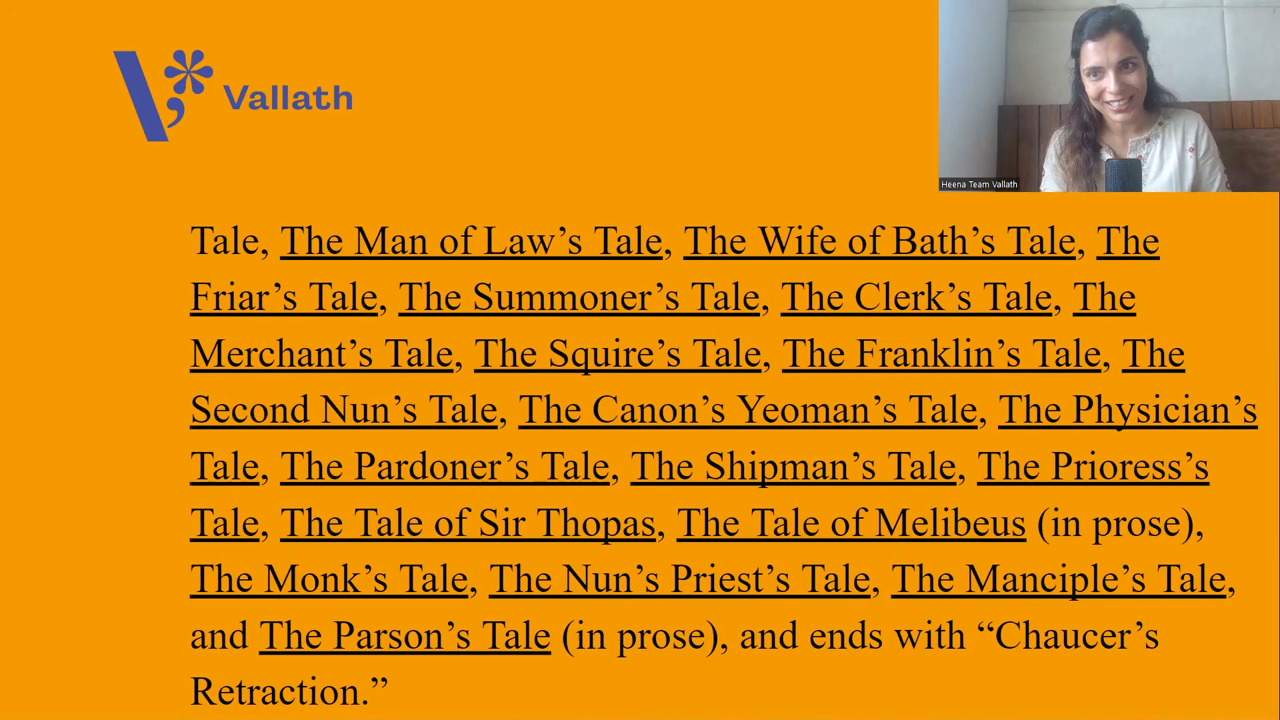 Vallath
Heena Team Vallath
Tale, The Man of Law’s Tale, The Wife of Bath’s Tale, The
Friar’s Tale, The Summoner’s Tale, The Clerk’s Tale, The
Merchant’s Tale, The Squire’s Tale, The Franklin’s Tale, The
Second Nun’s Tale, The Canon’s Yeoman’s Tale, The Physician’s
Tale, The Pardoner’s Tale, The Shipman’s Tale, The Prioress’s
Tale, The Tale of Sir Thopas, The Tale of Melibeus (in prose),
The Monk’s Tale, The Nun’s Priest’s Tale, The Manciple’s Tale,
and The Parson’s Tale (in prose), and ends with “Chaucer’s
Retraction.”